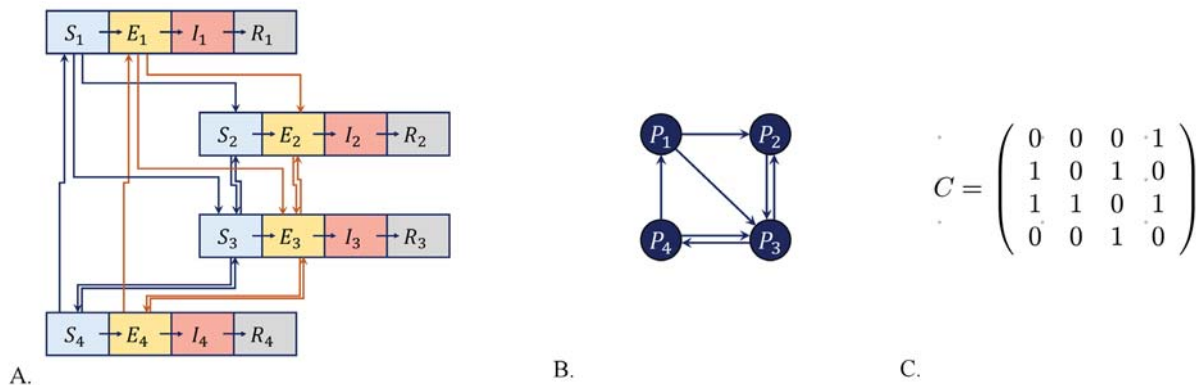 S₁ E₁ I₁ R₁
S₂ E₂ I₂ R₂
S₃ E₃ I₃ R₃
S₄ E₄ I₄ R₄
A.
P₁ P₂
P₄ P₃
B.
0 0 0 1
1 0 1 0
C =
1 1 0 1
0 0 1 0
C.